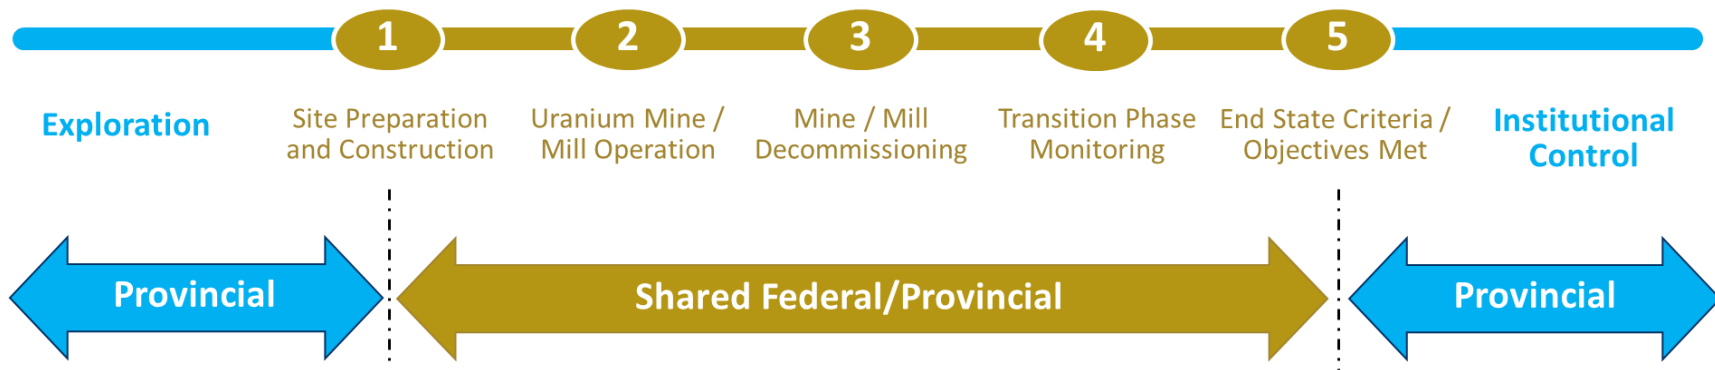 1 2 3 4 5
Exploration
Site Preparation
and Construction
Uranium Mine /
Mill Operation
Mine / Mill
Decommissioning
Transition Phase
Monitoring
End State Criteria /
Objectives Met
Institutional
Control
Provincial
Shared Federal/Provincial
Provincial